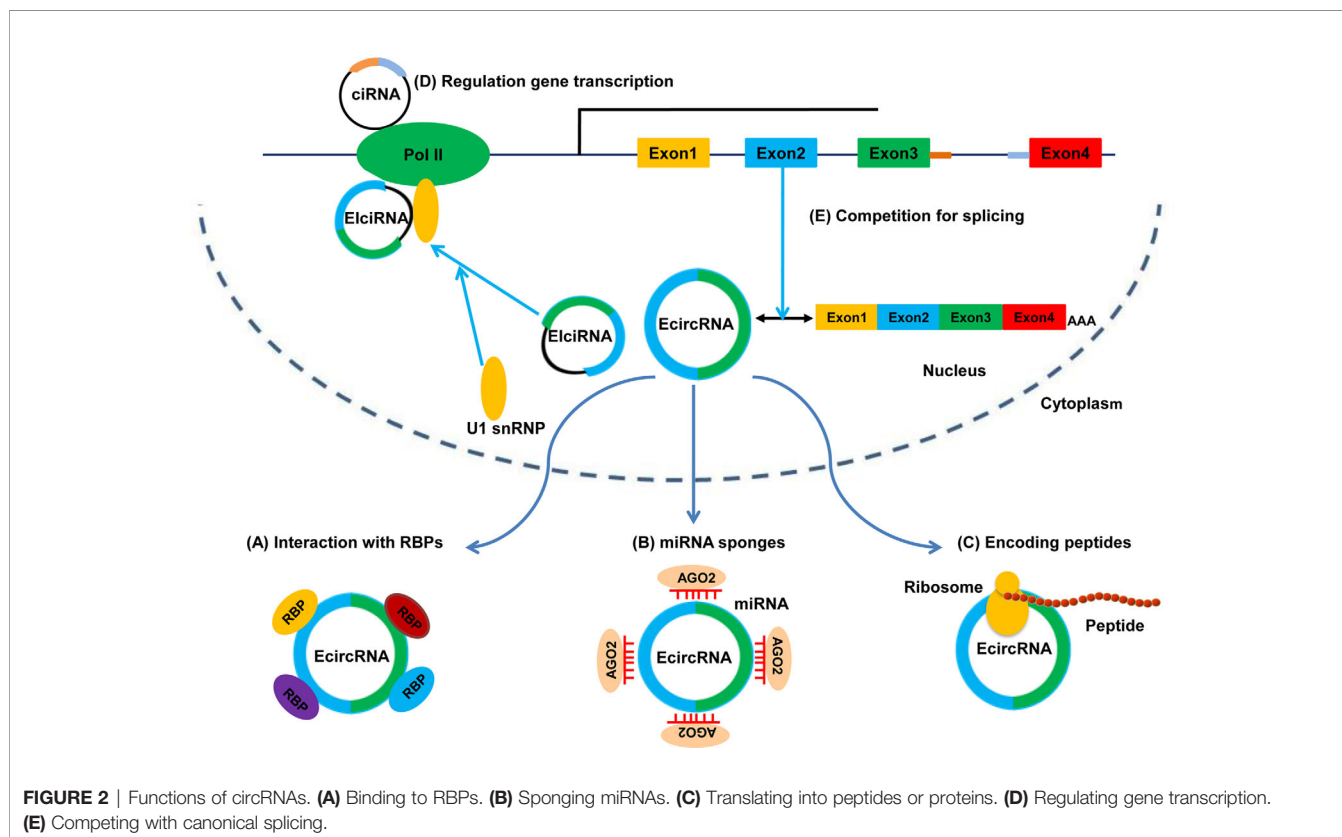 (D) Regulation gene transcription
ciRNA
Pol II
Exon1
Exon2
Exon3
Exon4
EIciRNA
(E) Competition for splicing
EIciRNA
EcircRNA
Exon1
Exon2
Exon3
Exon4
AAA
Nucleus
Cytoplasm
U1 snRNP
(A) Interaction with RBPs
(B) miRNA sponges
(C) Encoding peptides
RBP
RBP
EcircRNA
RBP
RBP
AGO2
miRNA
AGO2
EcircRNA
AGO2
AGO2
Ribosome
Peptide
EcircRNA
FIGURE 2 | Functions of circRNAs. (A) Binding to RBPs. (B) Sponging miRNAs. (C) Translating into peptides or proteins. (D) Regulating gene transcription.
(E) Competing with canonical splicing.